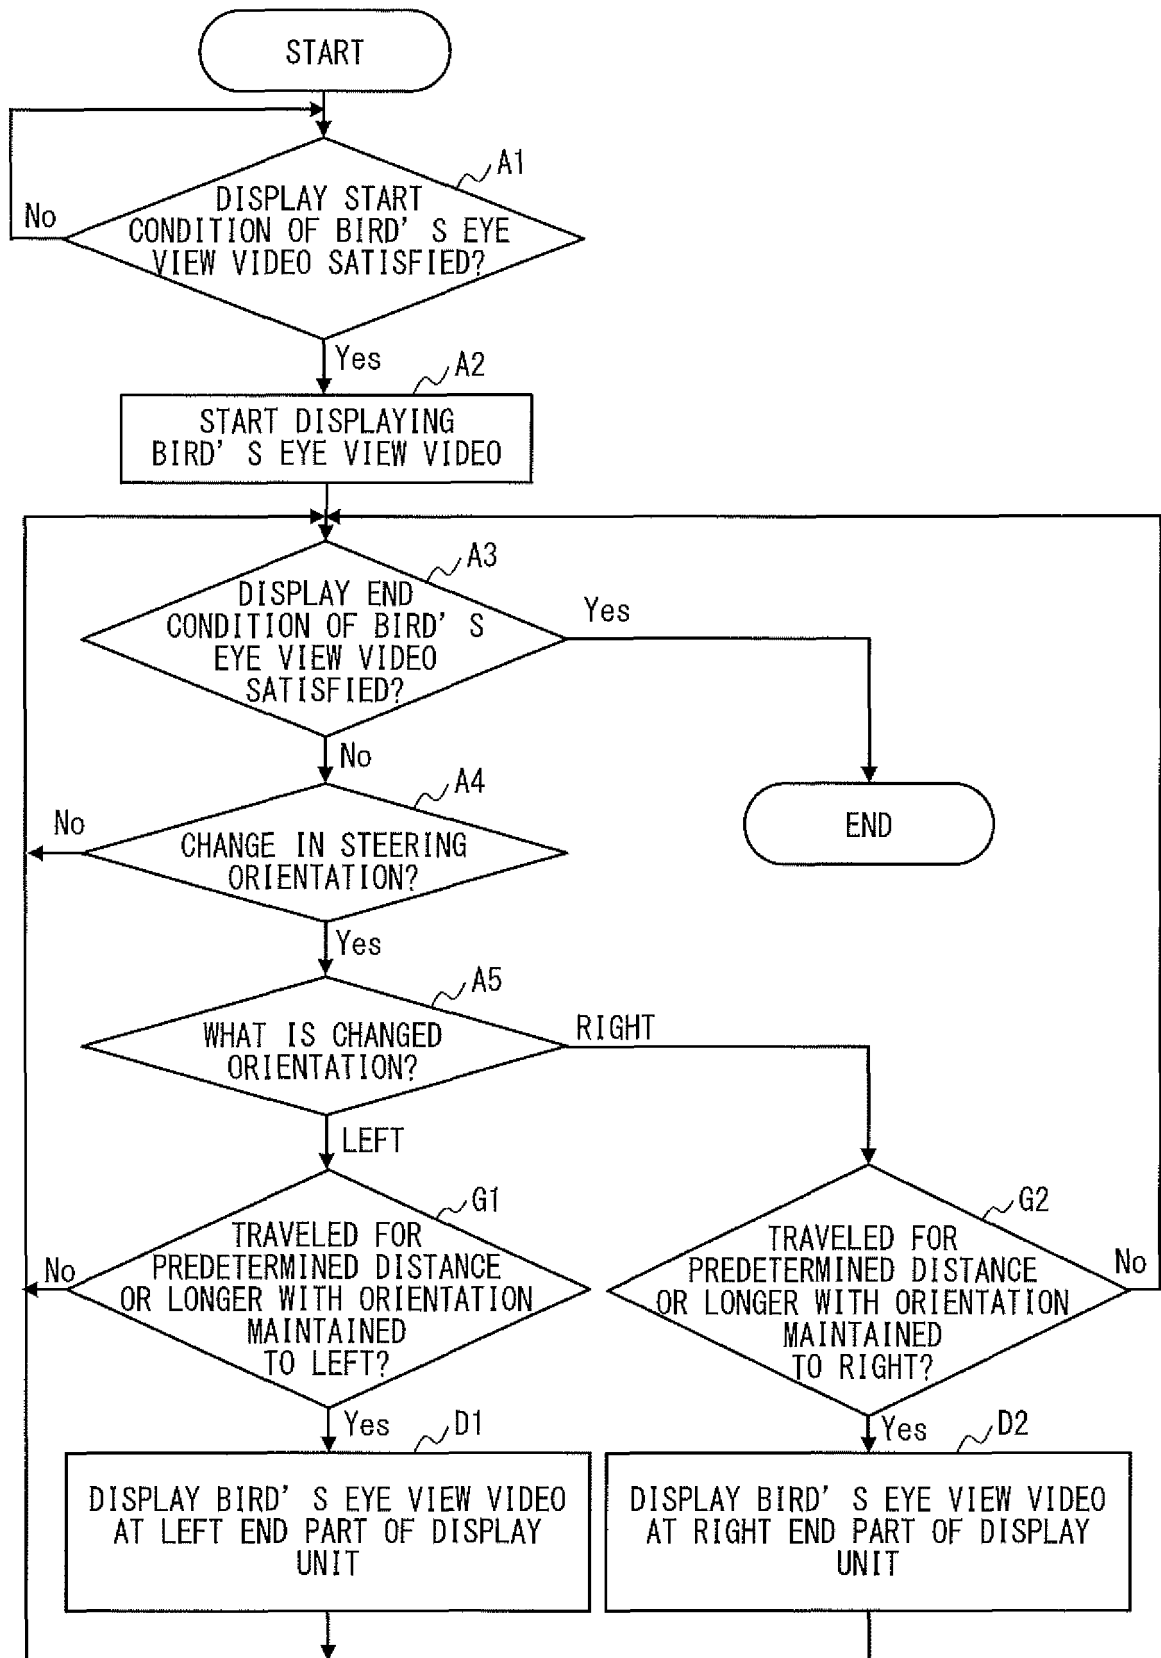 START
A1
DISPLAY START
CONDITION OF BIRD' S EYE
VIEW VIDEO SATISFIED?
No
Yes
A2
START DISPLAYING
BIRD' S EYE VIEW VIDEO
A3
DISPLAY END
CONDITION OF BIRD' S
EYE VIEW VIDEO
SATISFIED?
Yes
No
END
A4
CHANGE IN STEERING
ORIENTATION?
No
Yes
A5
WHAT IS CHANGED
ORIENTATION?
RIGHT
LEFT
G1
TRAVELED FOR
PREDETERMINED DISTANCE
OR LONGER WITH ORIENTATION
MAINTAINED
TO LEFT?
No
Yes
G2
TRAVELED FOR
PREDETERMINED DISTANCE
OR LONGER WITH ORIENTATION
MAINTAINED
TO RIGHT?
No
Yes
D1
DISPLAY BIRD' S EYE VIEW VIDEO
AT LEFT END PART OF DISPLAY
UNIT
D2
DISPLAY BIRD' S EYE VIEW VIDEO
AT RIGHT END PART OF DISPLAY
UNIT